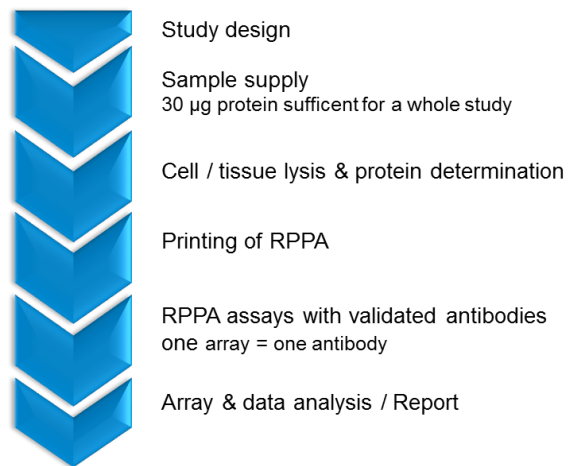 Study design
Sample supply
30 µg protein sufficent for a whole study
Cell / tissue lysis & protein determination
Printing of RPPA
RPPA assays with validated antibodies
one array = one antibody
Array & data analysis / Report